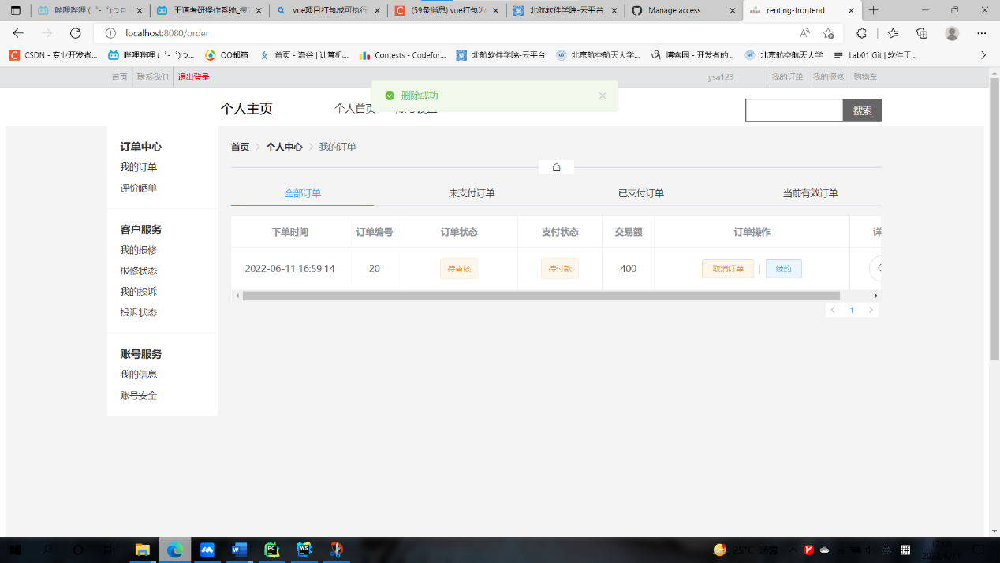 哔哩哔哩 (゜-゜)つロ
王道考研操作系统_搜
vue项目打包成可执行
(59条消息) vue打包为
北航软件学院-云平台
Manage access
renting-frontend
localhost:8080/order
CSDN - 专业开发者...
哔哩哔哩 (゜-゜)つ...
QQ邮箱
首页 - 洛谷 | 计算机...
Contests - Codefor...
北航软件学院-云平台
北京航空航天大学...
博客园 - 开发者的...
北京航空航天大学
Lab01 Git | 软件工...
首页 联系我们 退出登录 ysa123 我的订单 我的报修 购物车
删除成功
个人主页 个人首页 搜索
订单中心
我的订单
评价晒单
客户服务
我的报修
报修状态
我的投诉
投诉状态
账号服务
我的信息
账号安全
首页 > 个人中心 > 我的订单
全部订单 未支付订单 已支付订单 当前有效订单
下单时间 订单编号 订单状态 支付状态 交易额 订单操作 详
2022-06-11 16:59:14 20 待审核 待付款 400 取消订单 续约
1
25°C 薄雾 英 拼
2022/6/11